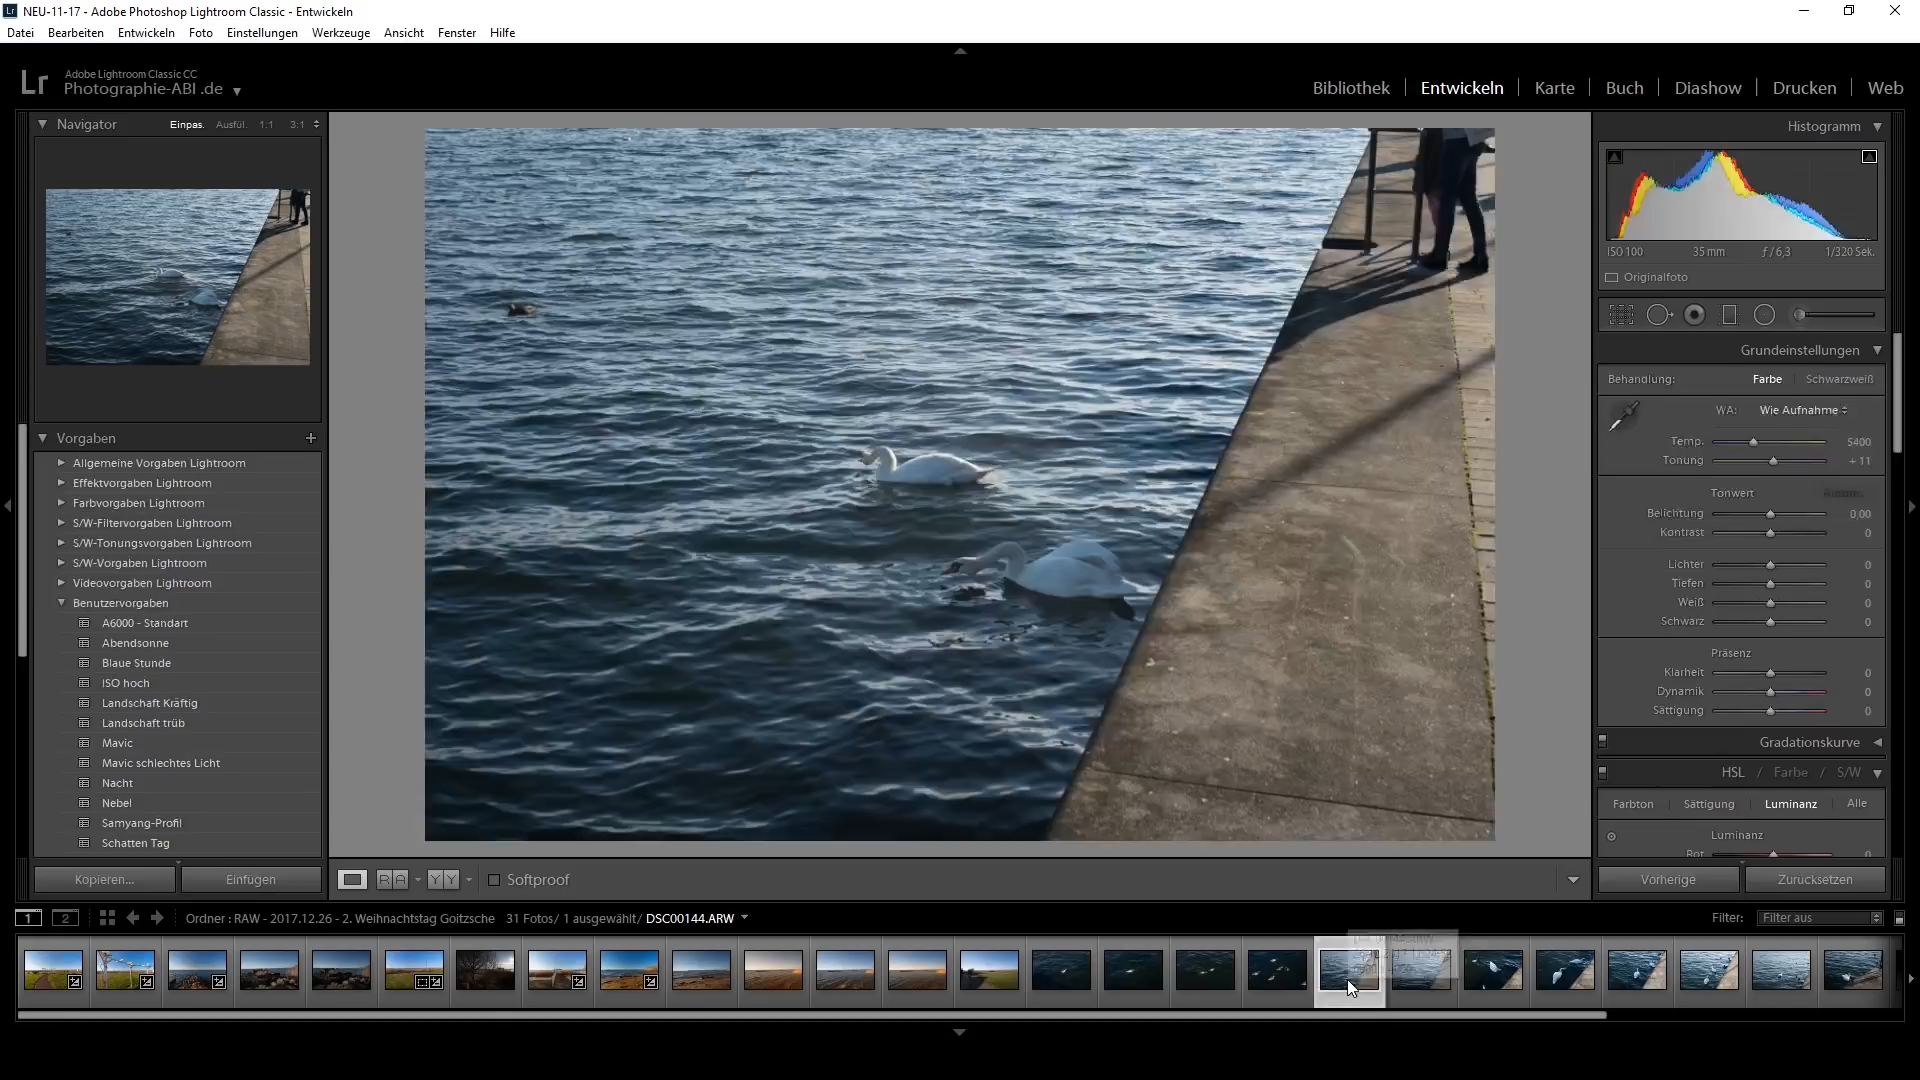 NEU-11-17 - Adobe Photoshop Lightroom Classic - Entwickeln
Datei Bearbeiten Entwickeln Foto Einstellungen Werkzeuge Ansicht Fenster Hilfe
Lr
Adobe Lightroom Classic CC
Photographie-ABI .de
Bibliothek Entwickeln Karte Buch Diashow Drucken Web
Navigator Einpas. Ausfül. 1:1 3:1
Histogramm
ISO 100 35 mm ƒ / 6,3 1/320 Sek.
Originalfoto
Grundeinstellungen
Behandlung: Farbe Schwarzweiß
WA: Wie Aufnahme
Temp. 5400
Tonung + 11
Tonwert
Belichtung 0,00
Kontrast 0
Lichter 0
Tiefen 0
Weiß 0
Schwarz 0
Präsenz
Klarheit 0
Dynamik 0
Sättigung 0
Gradationskurve
HSL / Farbe / S/W
Farbton Sättigung Luminanz Alle
Luminanz
Rot 0
Vorherige Zurücksetzen
Vorgaben
Allgemeine Vorgaben Lightroom
Effektvorgaben Lightroom
Farbvorgaben Lightroom
S/W-Filtervorgaben Lightroom
S/W-Tonungsvorgaben Lightroom
S/W-Vorgaben Lightroom
Videovorgaben Lightroom
Benutzervorgaben
A6000 - Standart
Abendsonne
Blaue Stunde
ISO hoch
Landschaft Kräftig
Landschaft trüb
Mavic
Mavic schlechtes Licht
Nacht
Nebel
Samyang-Profil
Schatten Tag
Kopieren... Einfügen
R A Y Y Softproof
1 2 Ordner : RAW - 2017.12.26 - 2. Weihnachtstag Goitzsche 31 Fotos/ 1 ausgewählt/ DSC00144.ARW Filter: Filter aus